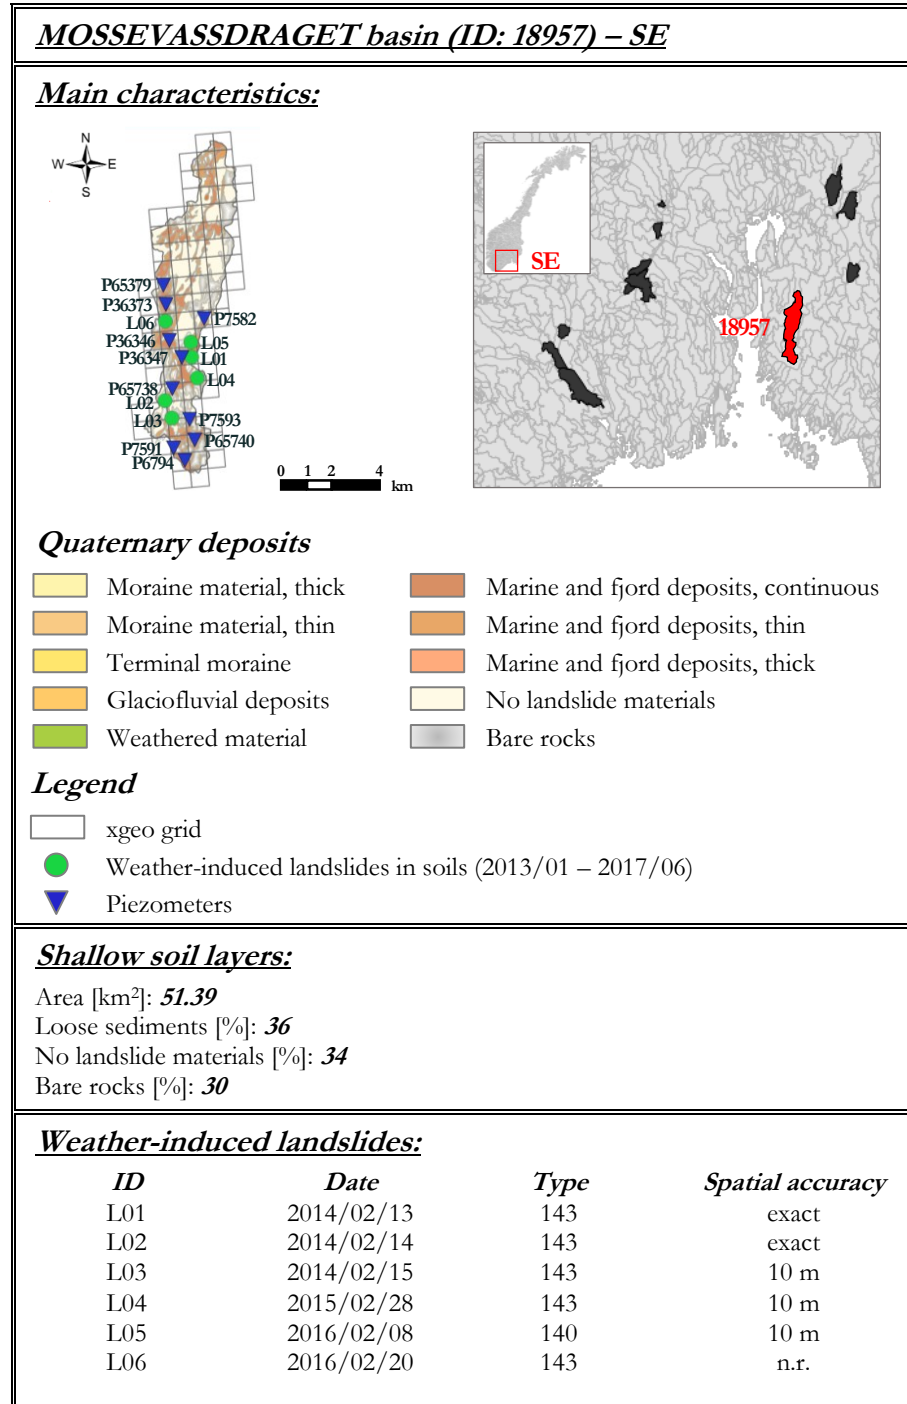 MOSSEVASSDRAGET basin (ID: 18957) – SE
Main characteristics:
N
W E
S
P65379
P36373
L06
P7582
P36346
L05
P36347
L01
L04
P65738
L02
L03
P7593
P65740
P7591
P6794
0 1 2 4
km
SE
18957
Quaternary deposits
Moraine material, thick
Marine and fjord deposits, continuous
Moraine material, thin
Marine and fjord deposits, thin
Terminal moraine
Marine and fjord deposits, thick
Glaciofluvial deposits
No landslide materials
Weathered material
Bare rocks
Legend
xgeo grid
Weather-induced landslides in soils (2013/01 – 2017/06)
Piezometers
Shallow soil layers:
Area [km²]: 51.39
Loose sediments [%]: 36
No landslide materials [%]: 34
Bare rocks [%]: 30
Weather-induced landslides:
ID Date Type Spatial accuracy
L01 2014/02/13 143 exact
L02 2014/02/14 143 exact
L03 2014/02/15 143 10 m
L04 2015/02/28 143 10 m
L05 2016/02/08 140 10 m
L06 2016/02/20 143 n.r.